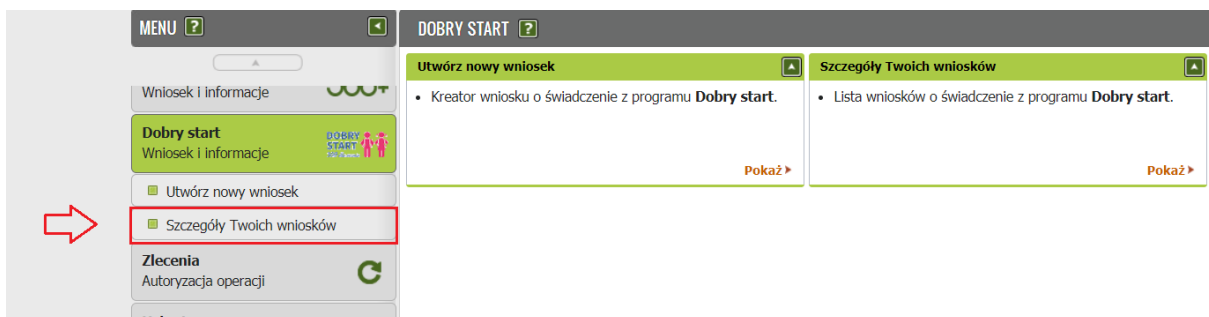 MENU ?
Wniosek i informacje
Dobry start
Wniosek i informacje
DOBRY
START
Utwórz nowy wniosek
Szczegóły Twoich wniosków
Zlecenia
Autoryzacja operacji
DOBRY START ?
Utwórz nowy wniosek
• Kreator wniosku o świadczenie z programu Dobry start.
Pokaż
Szczegóły Twoich wniosków
• Lista wniosków o świadczenie z programu Dobry start.
Pokaż